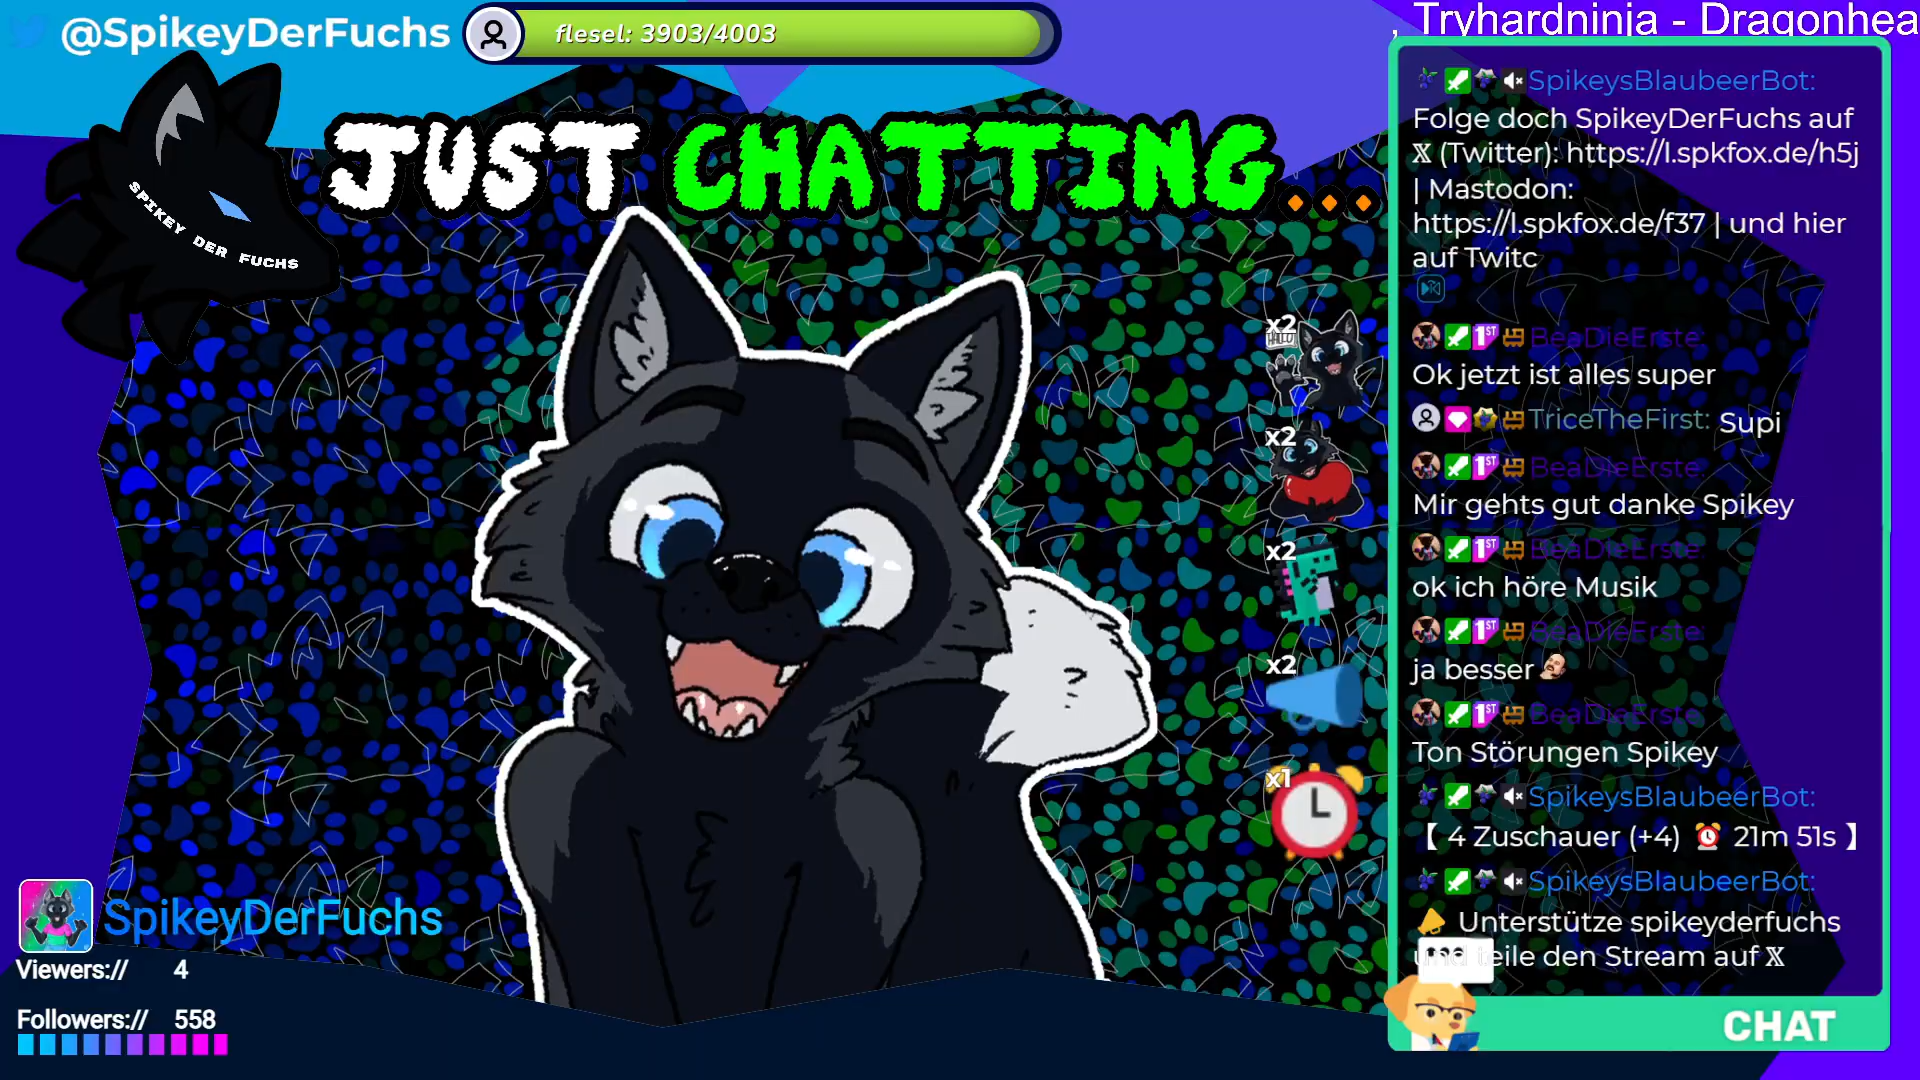 @SpikeyDerFuchs
flesel: 3903/4003
, Tryhardninja - Dragonhea
SPIKEY DER FUCHS
JUST CHATTING...
SpikeysBlaubeerBot:
Folge doch SpikeyDerFuchs auf
𝕏 (Twitter): https://l.spkfox.de/h5j
| Mastodon:
https://l.spkfox.de/f37 | und hier
auf Twitc
BeaDieErste:
Ok jetzt ist alles super
TriceTheFirst: Supi
BeaDieErste:
Mir gehts gut danke Spikey
BeaDieErste:
ok ich höre Musik
BeaDieErste:
ja besser
BeaDieErste:
Ton Störungen Spikey
SpikeysBlaubeerBot:
【 4 Zuschauer (+4) ⏰ 21m 51s 】
SpikeysBlaubeerBot:
Unterstütze spikeyderfuchs
und teile den Stream auf 𝕏
CHAT
x2
HALLO!
x2
x2
x2
x1
SpikeyDerFuchs
Viewers:// 4
Followers:// 558